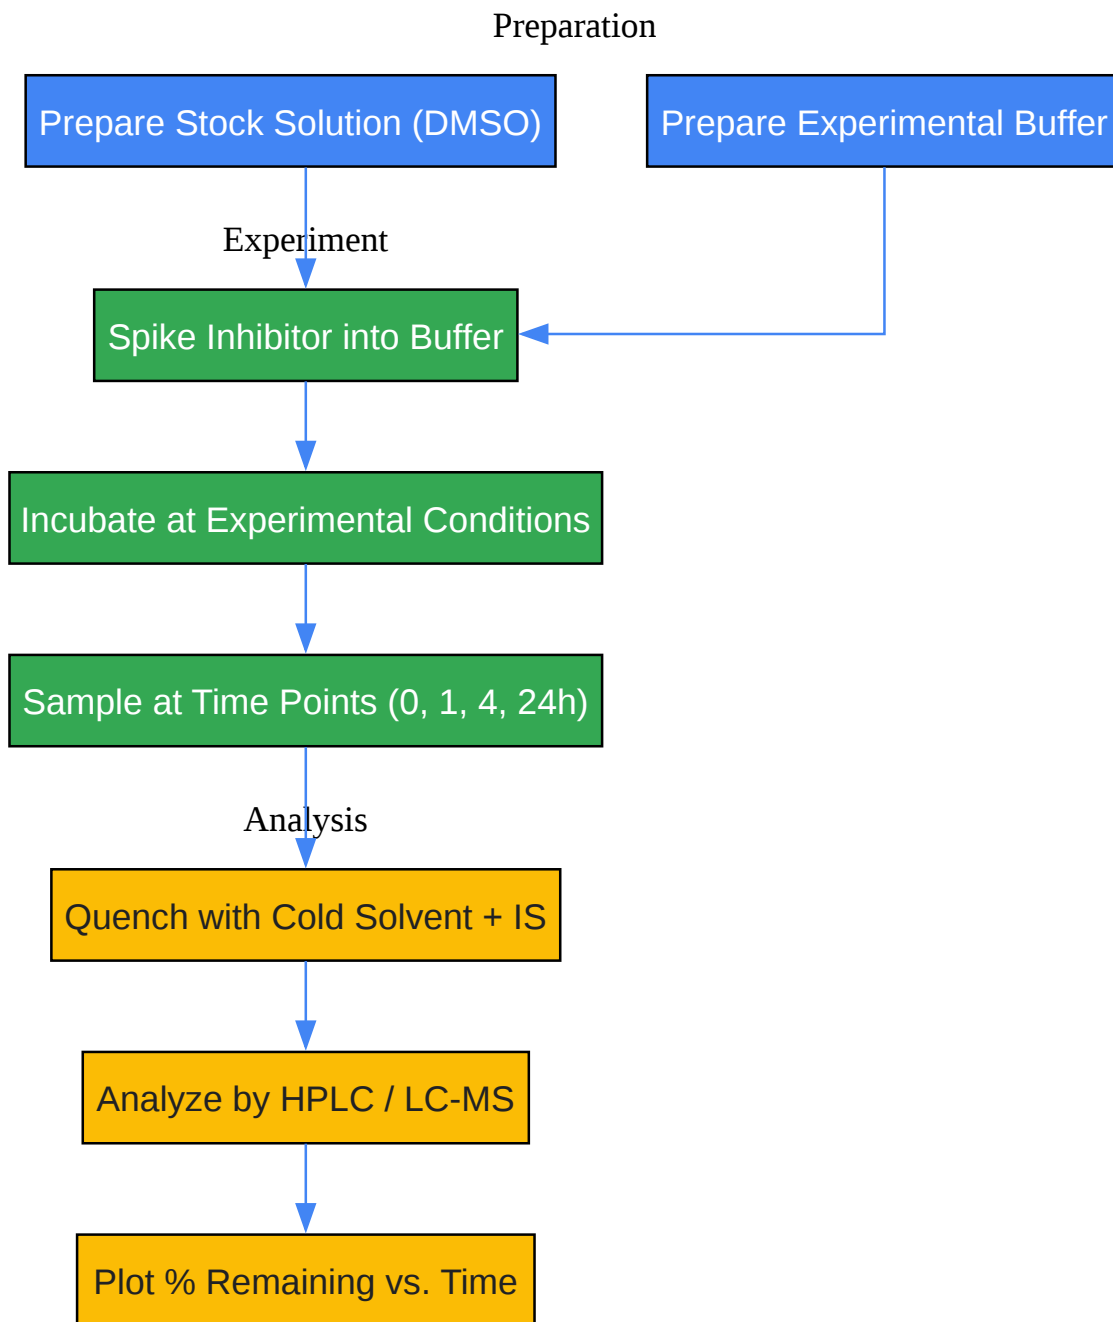 Preparation
Prepare Stock Solution (DMSO)
Prepare Experimental Buffer
Experiment
Spike Inhibitor into Buffer
Incubate at Experimental Conditions
Sample at Time Points (0, 1, 4, 24h)
Analysis
Quench with Cold Solvent + IS
Analyze by HPLC / LC-MS
Plot % Remaining vs. Time